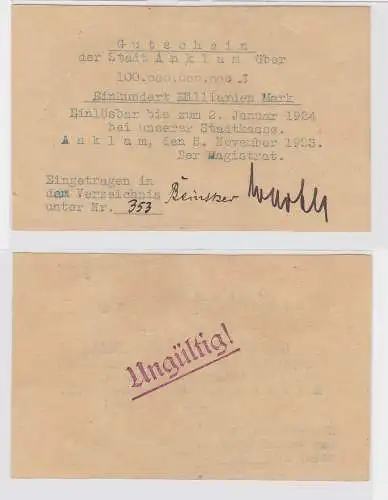 Gutschein
der Stadt Anklam über
100.000.000.000 M
Einhundert Milliarden Mark
Einlösbar bis zum 2. Januar 1924
bei unserer Stadtkasse.
Anklam, den 8. November 1923.
Der Magistrat.
Eingetragen in
dem Verzeichnis
unter Nr. 353
Ungültig!